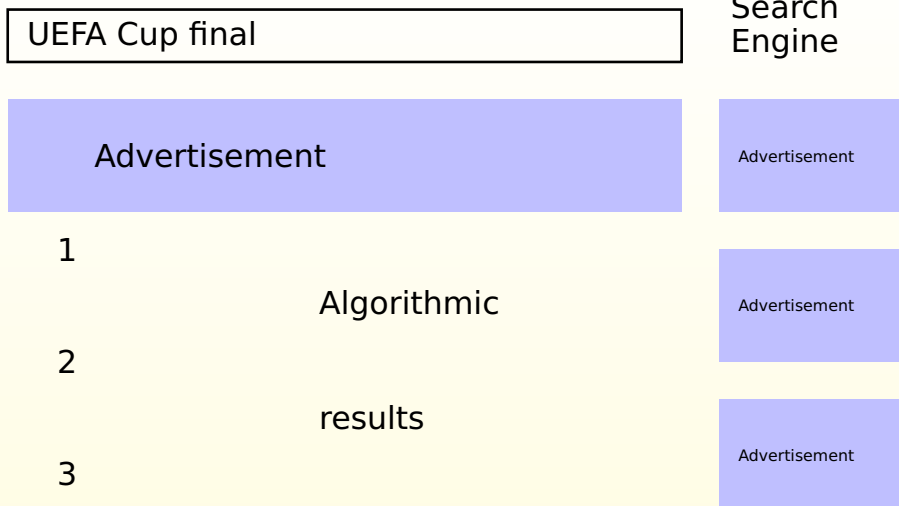 UEFA Cup final
Search
Engine
Advertisement
Advertisement
1
Algorithmic
Advertisement
2
results
Advertisement
3